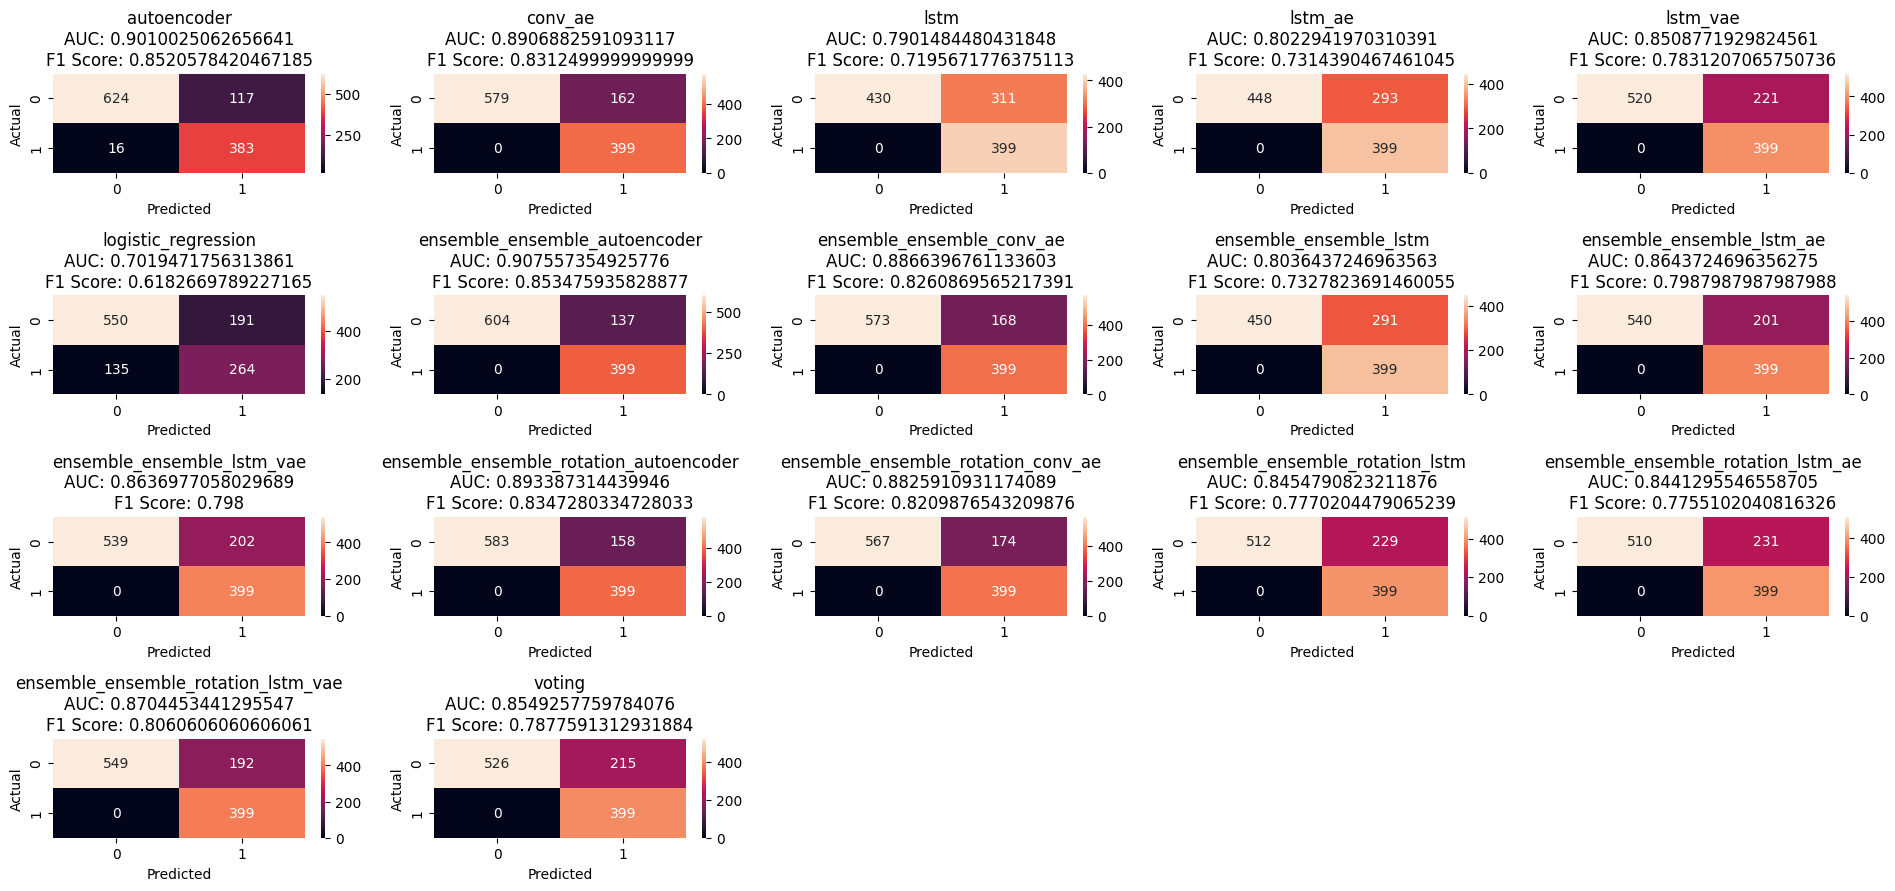 autoencoder
AUC: 0.9010025062656641
F1 Score: 0.8520578420467185
Actual
0
1
624
117
16
383
500
250
0
1
Predicted
conv_ae
AUC: 0.8906882591093117
F1 Score: 0.8312499999999999
Actual
0
1
579
162
0
399
400
200
0
0
1
Predicted
lstm
AUC: 0.7901484480431848
F1 Score: 0.7195671776375113
Actual
0
1
430
311
0
399
400
200
0
0
1
Predicted
lstm_ae
AUC: 0.8022941970310391
F1 Score: 0.7314390467461045
Actual
0
1
448
293
0
399
400
200
0
0
1
Predicted
lstm_vae
AUC: 0.8508771929824561
F1 Score: 0.7831207065750736
Actual
0
1
520
221
0
399
400
200
0
0
1
Predicted
logistic_regression
AUC: 0.7019471756313861
F1 Score: 0.6182669789227165
Actual
0
1
550
191
135
264
400
200
0
1
Predicted
ensemble_ensemble_autoencoder
AUC: 0.907557354925776
F1 Score: 0.853475935828877
Actual
0
1
604
137
0
399
500
250
0
0
1
Predicted
ensemble_ensemble_conv_ae
AUC: 0.8866396761133603
F1 Score: 0.8260869565217391
Actual
0
1
573
168
0
399
400
200
0
0
1
Predicted
ensemble_ensemble_lstm
AUC: 0.8036437246963563
F1 Score: 0.7327823691460055
Actual
0
1
450
291
0
399
400
200
0
0
1
Predicted
ensemble_ensemble_lstm_ae
AUC: 0.8643724696356275
F1 Score: 0.7987987987987988
Actual
0
1
540
201
0
399
400
200
0
0
1
Predicted
ensemble_ensemble_lstm_vae
AUC: 0.8636977058029689
F1 Score: 0.798
Actual
0
1
539
202
0
399
400
200
0
0
1
Predicted
ensemble_ensemble_rotation_autoencoder
AUC: 0.893387314439946
F1 Score: 0.8347280334728033
Actual
0
1
583
158
0
399
400
200
0
0
1
Predicted
ensemble_ensemble_rotation_conv_ae
AUC: 0.8825910931174089
F1 Score: 0.8209876543209876
Actual
0
1
567
174
0
399
400
200
0
0
1
Predicted
ensemble_ensemble_rotation_lstm
AUC: 0.8454790823211876
F1 Score: 0.7770204479065239
Actual
0
1
512
229
0
399
400
200
0
0
1
Predicted
ensemble_ensemble_rotation_lstm_ae
AUC: 0.8441295546558705
F1 Score: 0.7755102040816326
Actual
0
1
510
231
0
399
400
200
0
0
1
Predicted
ensemble_ensemble_rotation_lstm_vae
AUC: 0.8704453441295547
F1 Score: 0.8060606060606061
Actual
0
1
549
192
0
399
400
200
0
0
1
Predicted
voting
AUC: 0.8549257759784076
F1 Score: 0.7877591312931884
Actual
0
1
526
215
0
399
400
200
0
0
1
Predicted